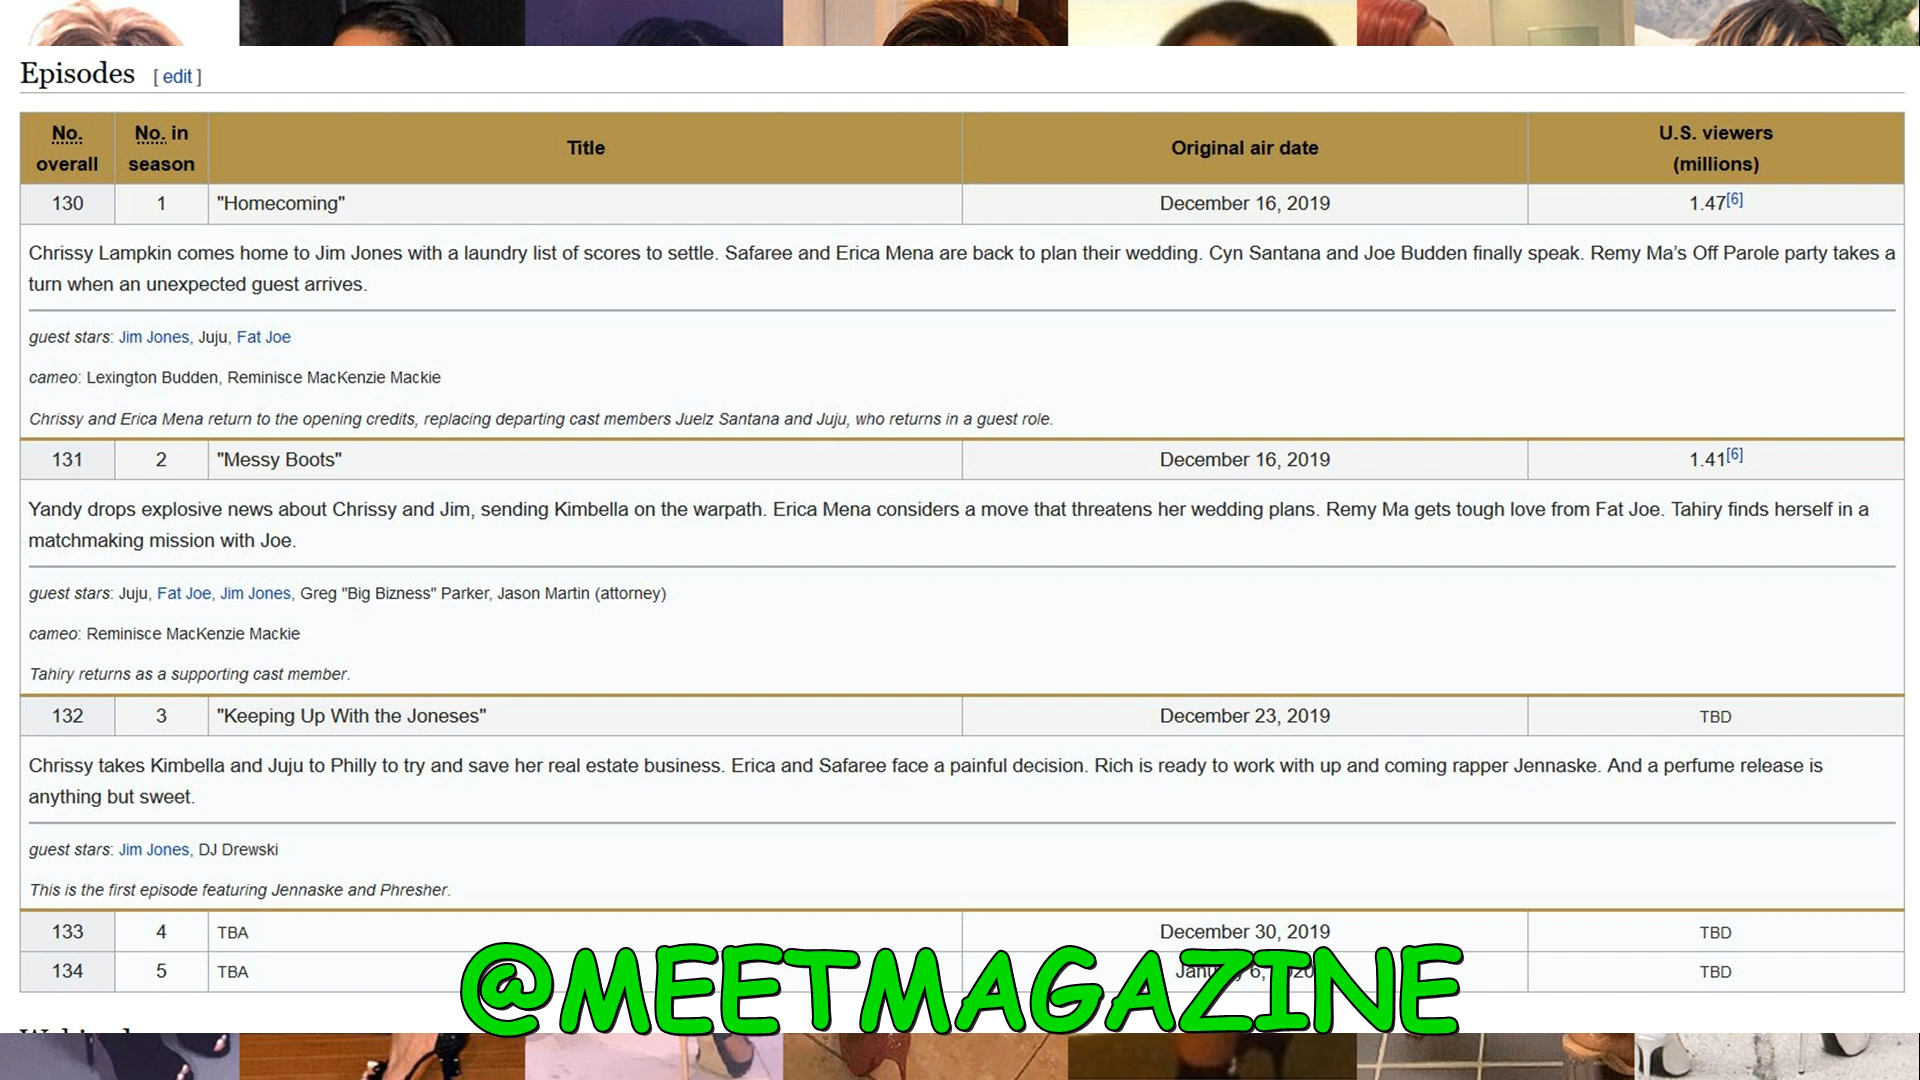 Episodes [ edit ]
No. overall
No. in season
Title
Original air date
U.S. viewers (millions)
130 1 "Homecoming" December 16, 2019 1.47[6]
Chrissy Lampkin comes home to Jim Jones with a laundry list of scores to settle. Safaree and Erica Mena are back to plan their wedding. Cyn Santana and Joe Budden finally speak. Remy Ma's Off Parole party takes a
turn when an unexpected guest arrives.
guest stars: Jim Jones, Juju, Fat Joe
cameo: Lexington Budden, Reminisce MacKenzie Mackie
Chrissy and Erica Mena return to the opening credits, replacing departing cast members Juelz Santana and Juju, who returns in a guest role.
131 2 "Messy Boots" December 16, 2019 1.41[6]
Yandy drops explosive news about Chrissy and Jim, sending Kimbella on the warpath. Erica Mena considers a move that threatens her wedding plans. Remy Ma gets tough love from Fat Joe. Tahiry finds herself in a
matchmaking mission with Joe.
guest stars: Juju, Fat Joe, Jim Jones, Greg "Big Bizness" Parker, Jason Martin (attorney)
cameo: Reminisce MacKenzie Mackie
Tahiry returns as a supporting cast member.
132 3 "Keeping Up With the Joneses" December 23, 2019 TBD
Chrissy takes Kimbella and Juju to Philly to try and save her real estate business. Erica and Safaree face a painful decision. Rich is ready to work with up and coming rapper Jennaske. And a perfume release is
anything but sweet.
guest stars: Jim Jones, DJ Drewski
This is the first episode featuring Jennaske and Phresher.
133 4 TBA December 30, 2019 TBD
134 5 TBA 6, TBD
@MEETMAGAZINE